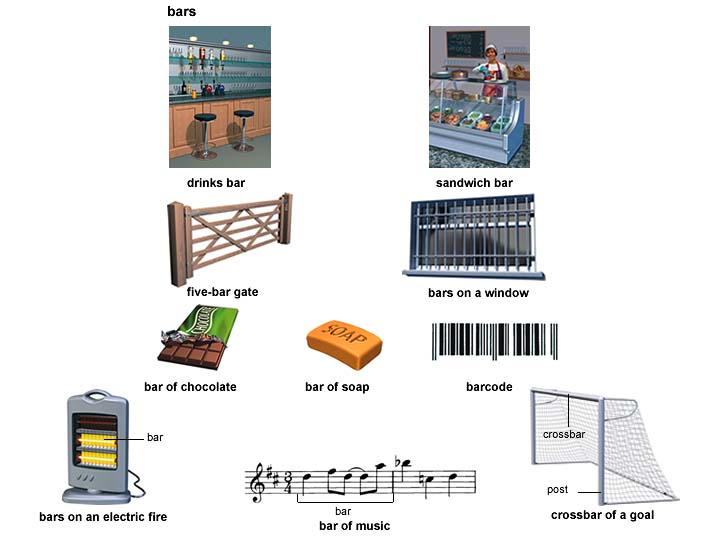 bars
drinks bar
sandwich bar
five-bar gate
bars on a window
CHOCOLATE
SOAP
bar of chocolate
bar of soap
barcode
bar
crossbar
post
3
4
bar
bars on an electric fire
bar of music
crossbar of a goal